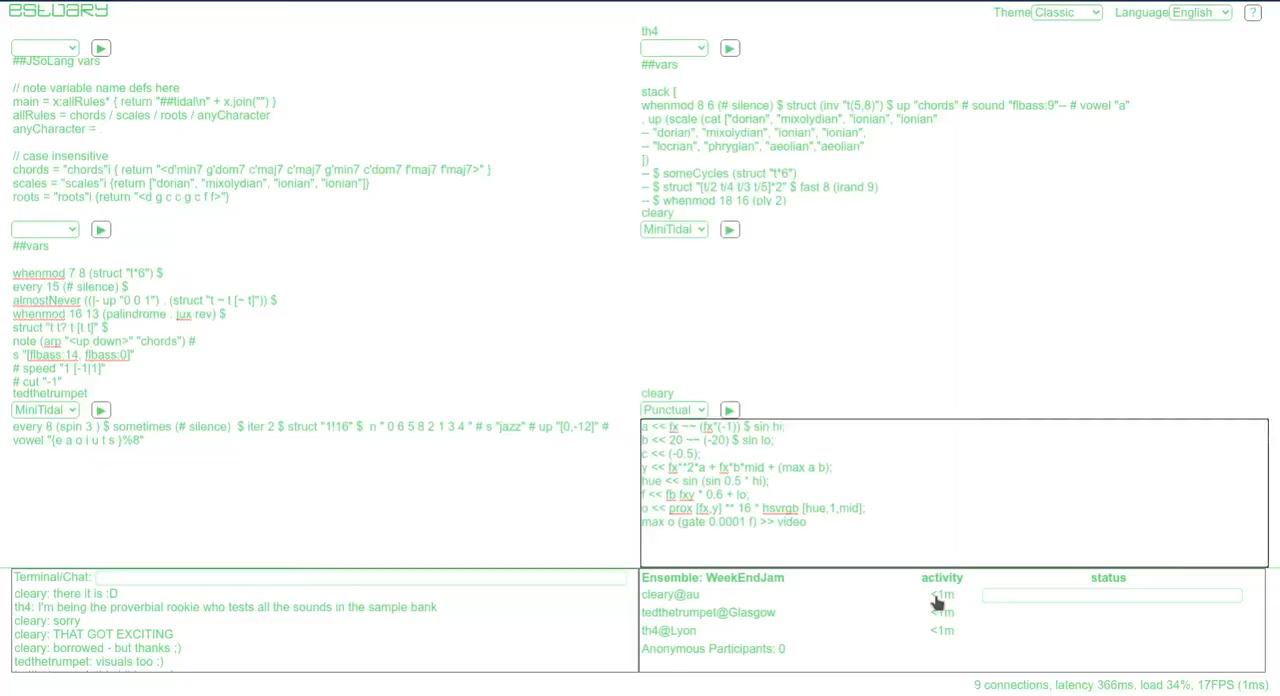 estuary
Theme Classic Language English ?
##JSoLang vars
// note variable name defs here
main = x:allRules* { return "##tidal\n" + x.join("") }
allRules = chords / scales / roots / anyCharacter
anyCharacter = .
// case insensitive
chords = "chords"i { return "<d'min7 g'dom7 c'maj7 c'maj7 g'min7 c'dom7 f'maj7 f'maj7>" }
scales = "scales"i {return ["dorian", "mixolydian", "ionian", "ionian"]}
roots = "roots"i {return "<d g c c g c f f>"}
th4
##vars
stack [
whenmod 8 6 (# silence) $ struct (inv "t(5,8)") $ up "chords" # sound "flbass:9"-- # vowel "a"
, up (scale (cat ["dorian", "mixolydian", "ionian", "ionian"
-- "dorian", "mixolydian", "ionian", "ionian",
-- "locrian", "phrygian", "aeolian","aeolian"
])
-- $ someCycles (struct "t*6")
-- $ struct "[t/2 t/4 t/3 t/5]*2" $ fast 8 (irand 9)
-- $ whenmod 18 16 (ply 2)
##vars
whenmod 7 8 (struct "t*6") $
every 15 (# silence) $
almostNever ((|- up "0 0 1") . (struct "t ~ t [~ t]")) $
whenmod 16 13 (palindrome . jux rev) $
struct "t t? t [t t]" $
note (arp "<up down>" "chords") #
s "[flbass:14, flbass:0]"
# speed "1 [-1|1]"
# cut "-1"
cleary
MiniTidal
tedthetrumpet
MiniTidal
every 8 (spin 3 ) $ sometimes (# silence) $ iter 2 $ struct "1!16" $ n " 0 6 5 8 2 1 3 4 " # s "jazz" # up "[0,-12]" #
vowel "{e a o i u t s }%8"
cleary
Punctual
a << fx ~~ (fx*(-1)) $ sin hi;
b << 20 ~~ (-20) $ sin lo;
c << (-0.5);
y << fx**2*a + fx*b*mid + (max a b);
hue << sin (sin 0.5 * hi);
f << fb fxy * 0.6 + lo;
o << prox [fx,y] ** 16 * hsvrgb [hue,1,mid];
max o (gate 0.0001 f) >> video
Terminal/Chat:
cleary: there it is :D
th4: I'm being the proverbial rookie who tests all the sounds in the sample bank
cleary: sorry
cleary: THAT GOT EXCITING
cleary: borrowed - but thanks ;)
tedthetrumpet: visuals too :)
Ensemble: WeekEndJam activity status
cleary@au <1m
tedthetrumpet@Glasgow <1m
th4@Lyon <1m
Anonymous Participants: 0
9 connections, latency 366ms, load 34%, 17FPS (1ms)